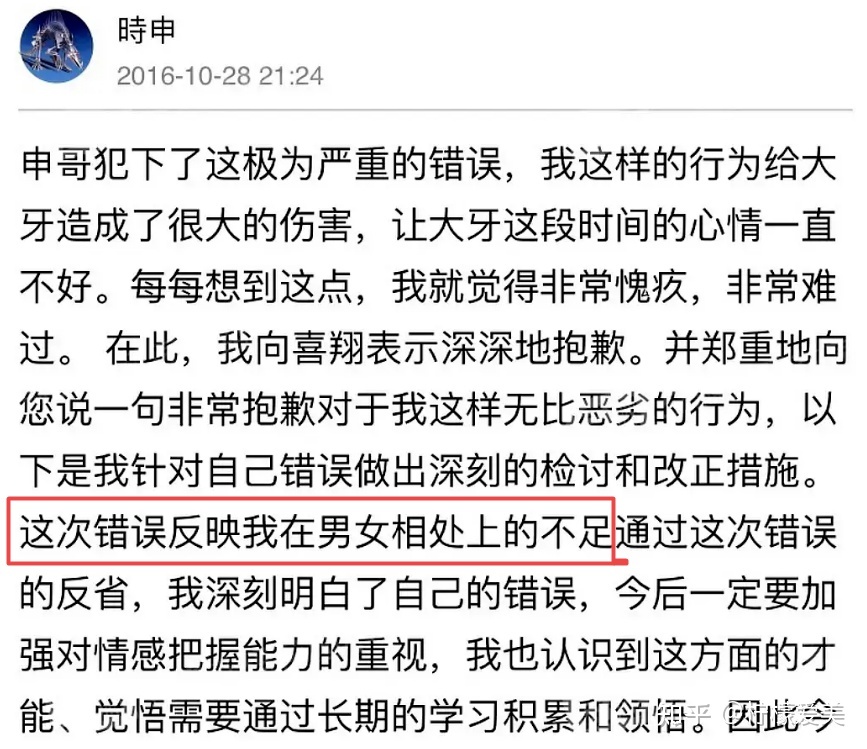 時申
2016-10-28 21:24
申哥犯下了这极为严重的错误，我这样的行为给大
牙造成了很大的伤害，让大牙这段时间的心情一直
不好。每每想到这点，我就觉得非常愧疚，非常难
过。 在此，我向喜翔表示深深地抱歉。并郑重地向
您说一句非常抱歉对于我这样无比恶劣的行为，以
下是我针对自己错误做出深刻的检讨和改正措施。
这次错误反映我在男女相处上的不足通过这次错误
的反省，我深刻明白了自己的错误，今后一定要加
强对情感把握能力的重视，我也认识到这方面的才
能、觉悟需要通过长期的学习积累和领悟。因此今
知乎 @柠檬爱美